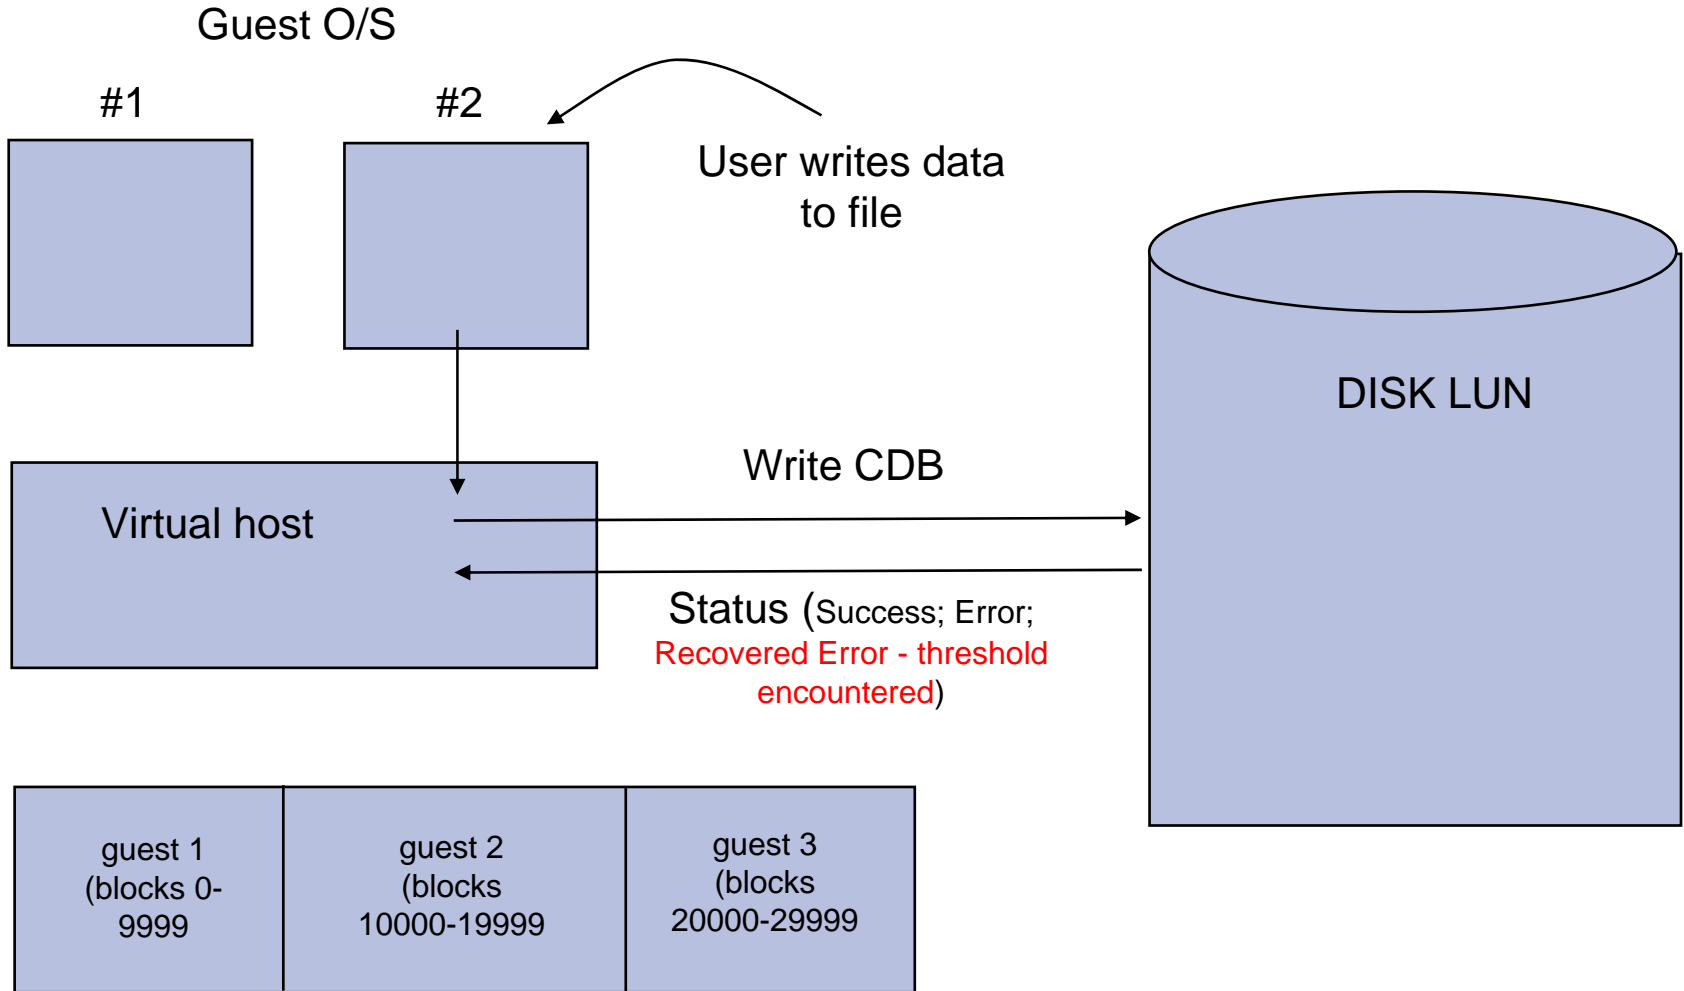 Guest O/S
#1
#2
User writes data
to file
DISK LUN
Write CDB
Virtual host
Status (Success; Error;
Recovered Error - threshold
encountered)
guest 1
(blocks 0-
9999
guest 2
(blocks
10000-19999
guest 3
(blocks
20000-29999